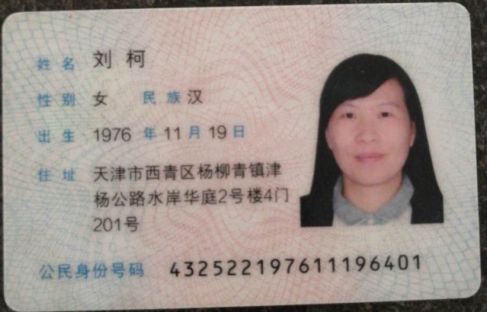 姓名 刘柯
性别 女 民族 汉
出生 1976 年 11 月 19 日
住址 天津市西青区杨柳青镇津
杨公路水岸华庭2号楼4门
201号
公民身份号码 432522197611196401